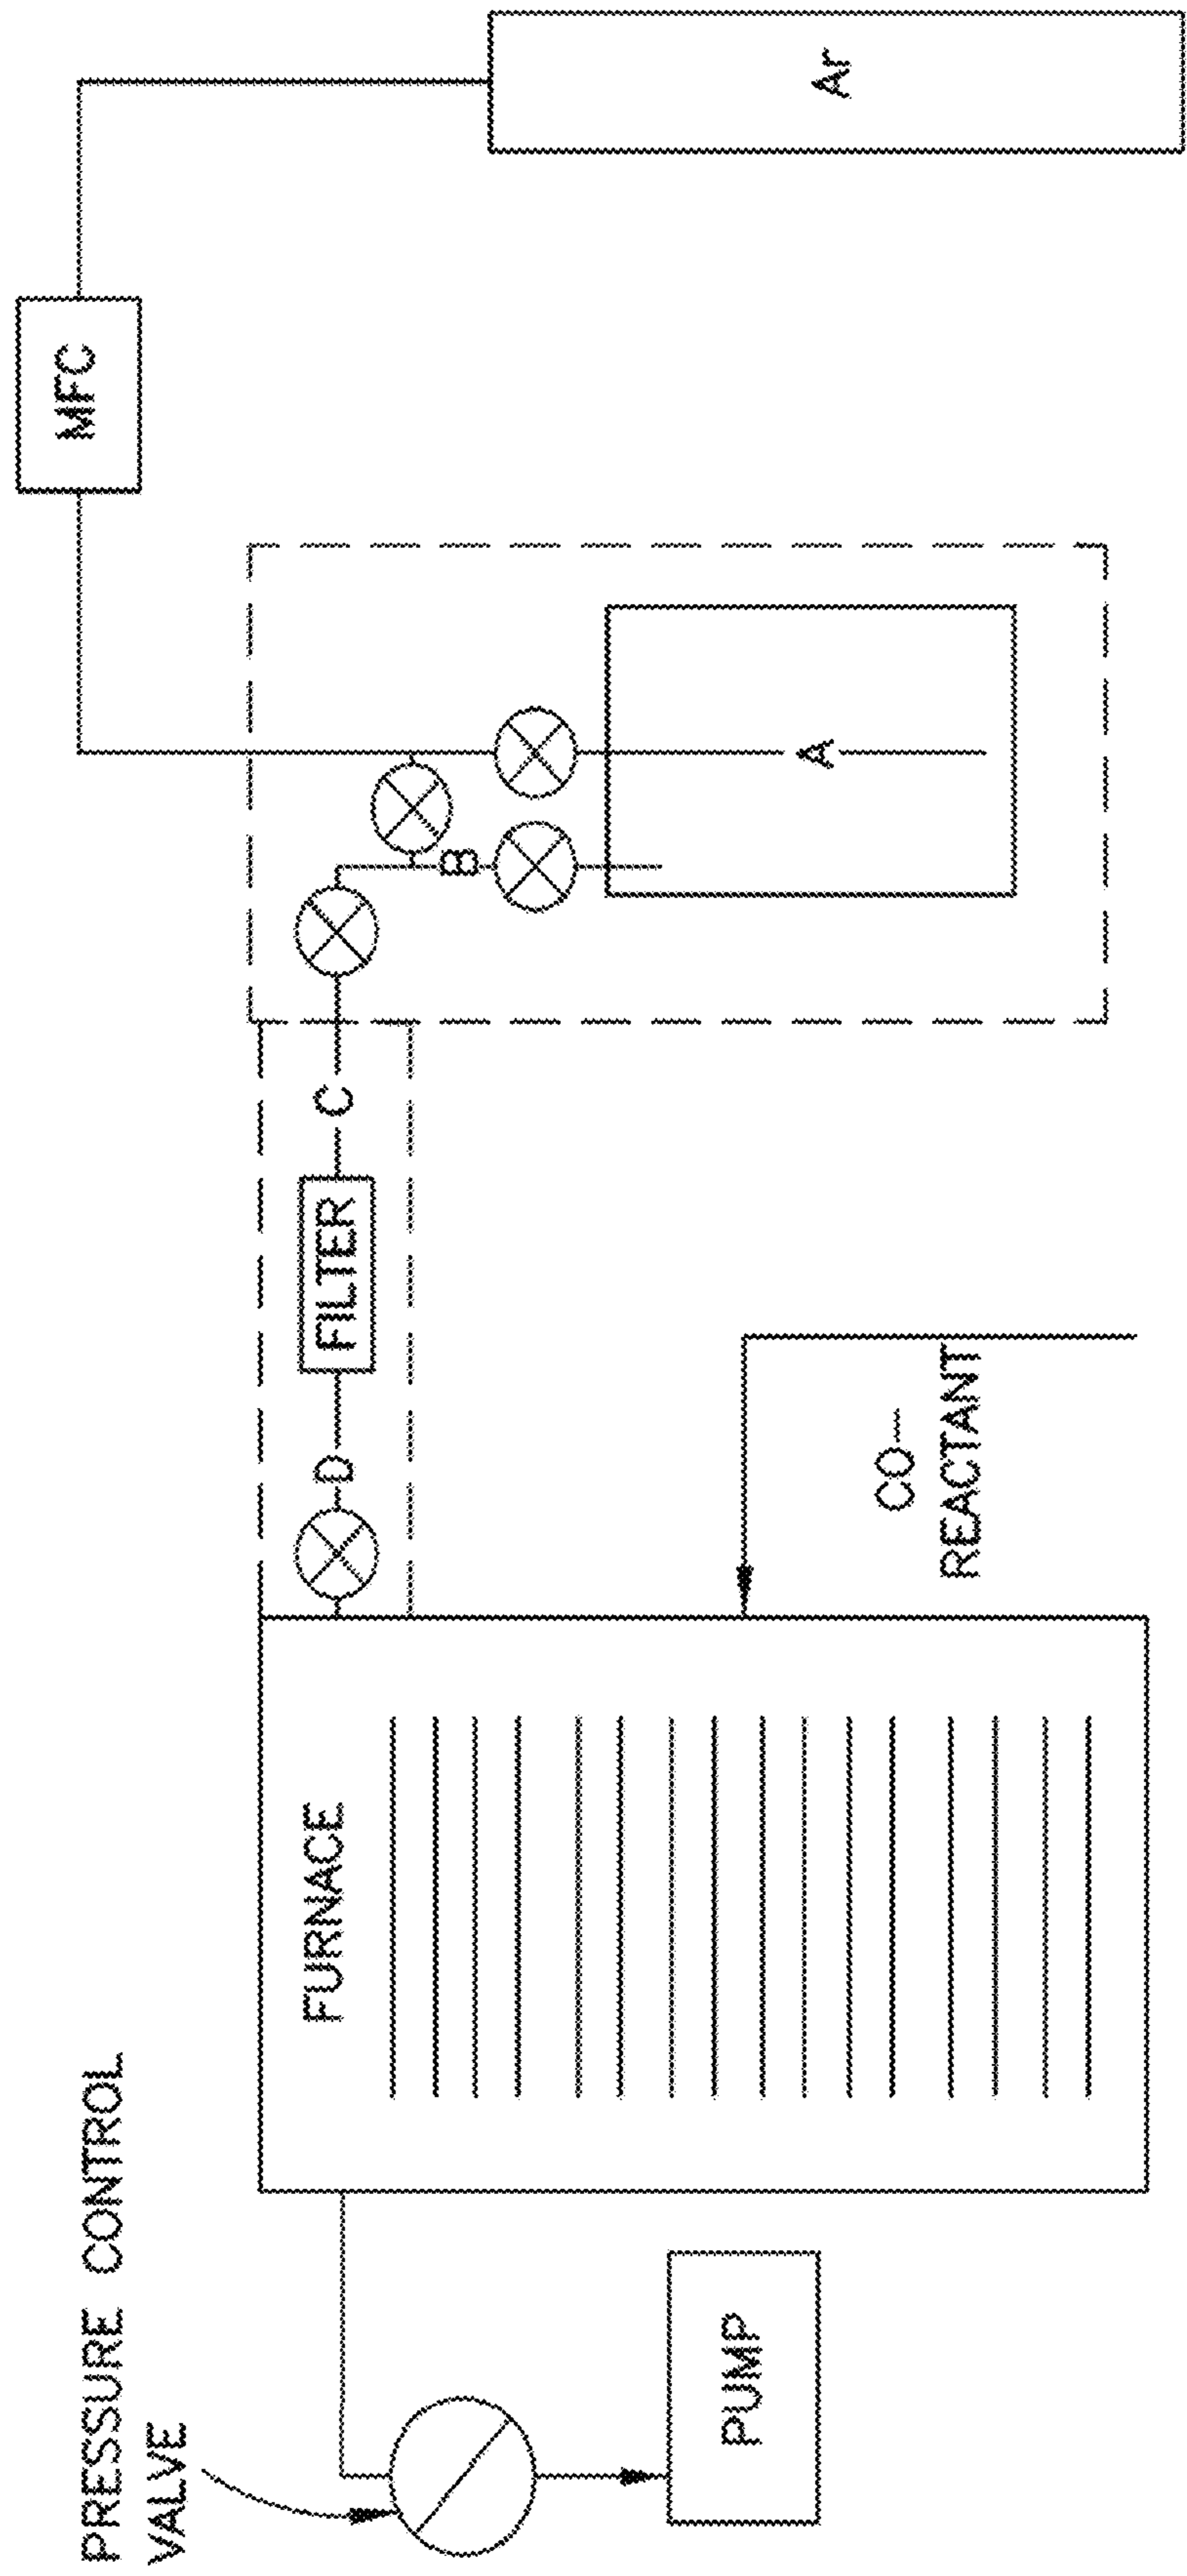 PRESSURE CONTROL
VALVE
PUMP
FURNACE
D
FILTER
C
CO–
REACTANT
B
A
MFC
Ar